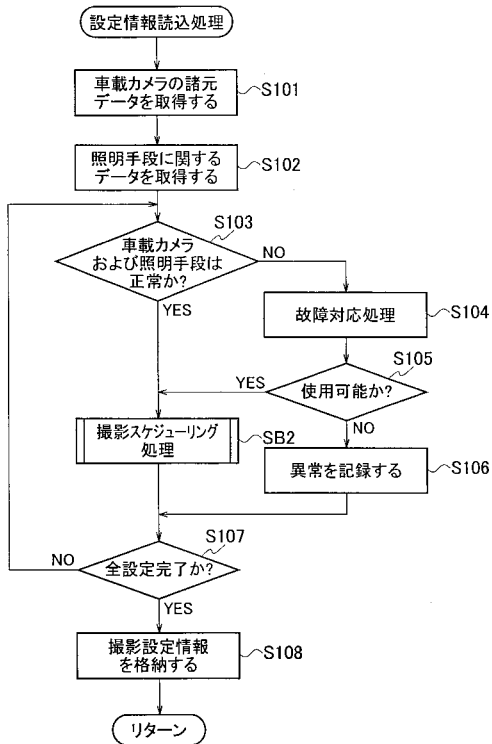 設定情報読込処理
車載カメラの諸元
データを取得する
S101
照明手段に関する
データを取得する
S102
S103
車載カメラ
および照明手段は
正常か?
NO
YES
故障対応処理
S104
S105
使用可能か?
YES
NO
撮影スケジューリング
処理
SB2
異常を記録する
S106
S107
全設定完了か?
NO
YES
撮影設定情報
を格納する
S108
リターン